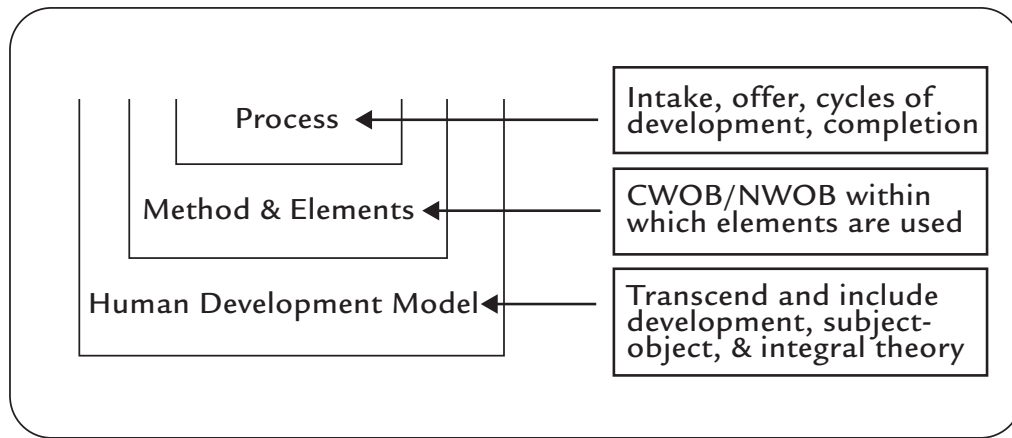 Process
Intake, offer, cycles of
development, completion
Method & Elements
CWOB/NWOB within
which elements are used
Human Development Model
Transcend and include
development, subject-
object, & integral theory